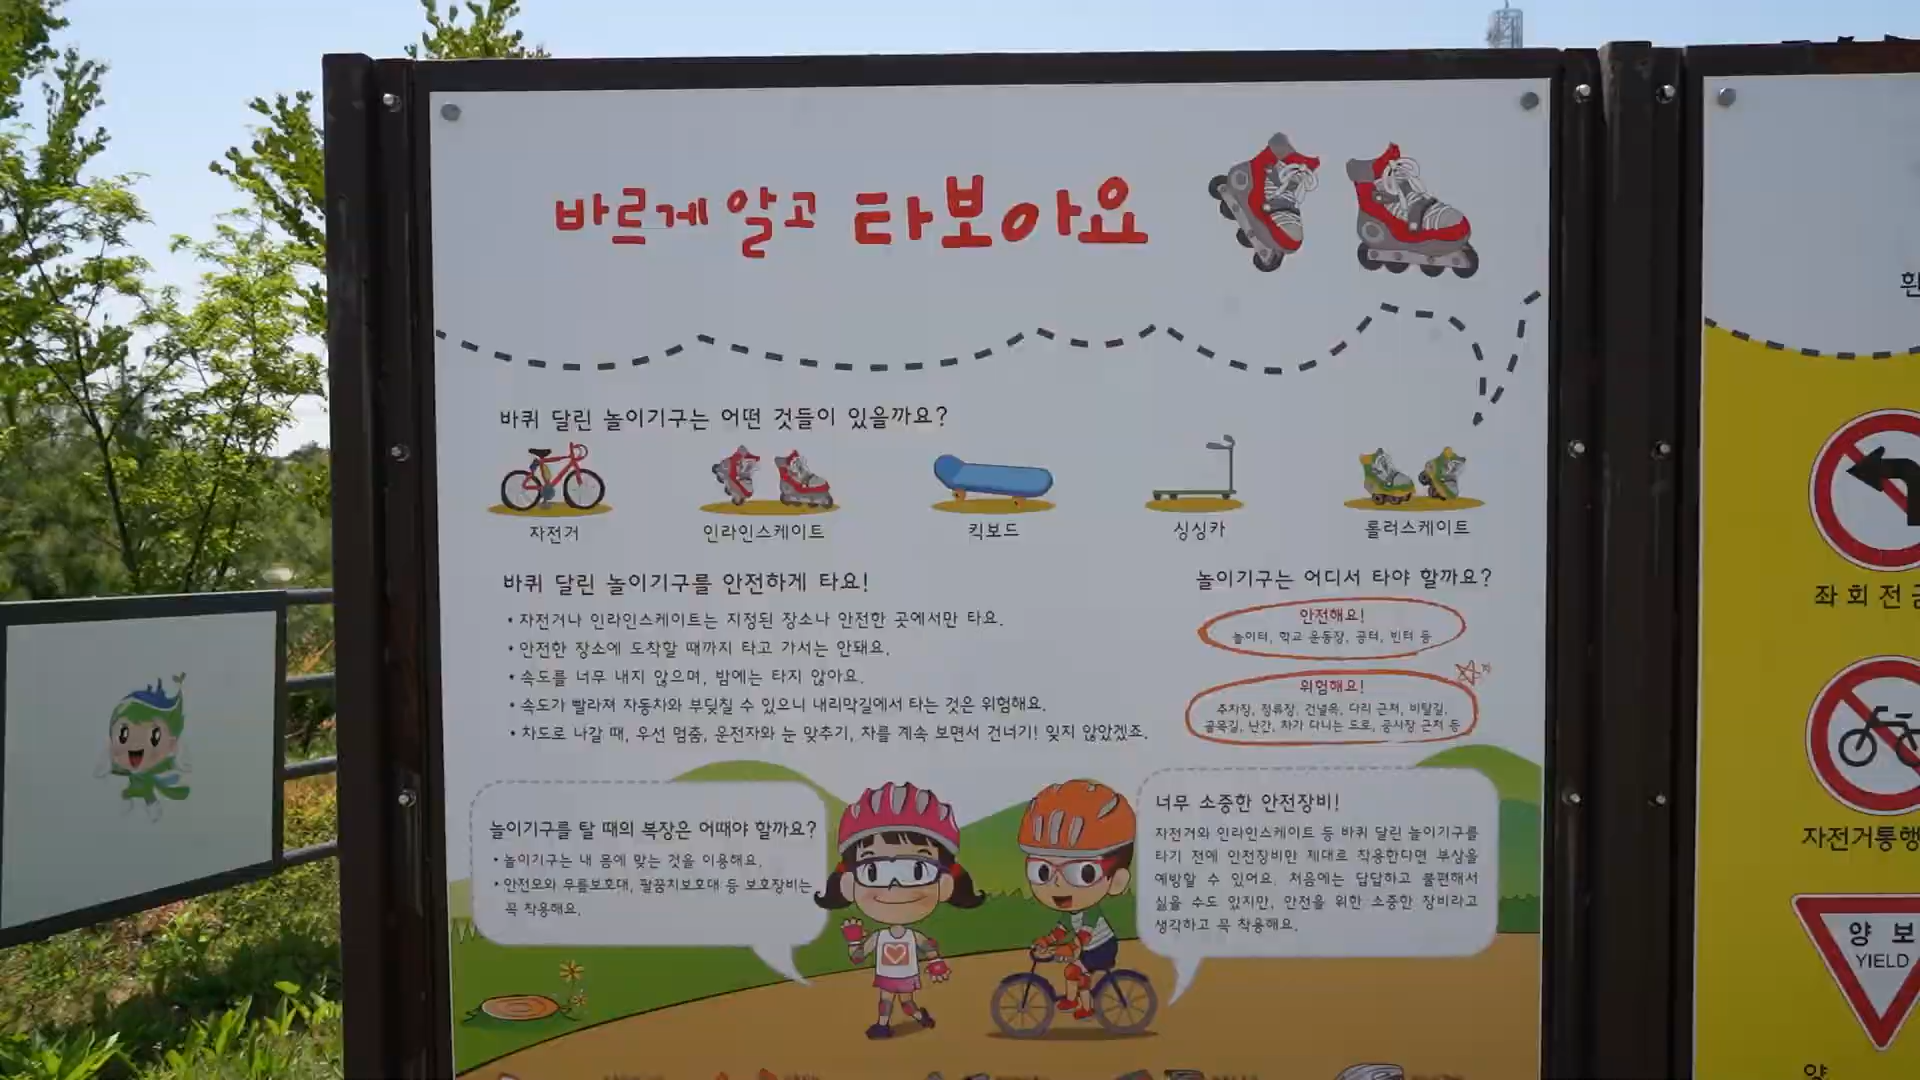 바르게 알고 타보아요
바퀴 달린 놀이기구는 어떤 것들이 있을까요?
자전거
인라인스케이트
킥보드
싱싱카
롤러스케이트
바퀴 달린 놀이기구를 안전하게 타요!
• 자전거나 인라인스케이트는 지정된 장소나 안전한 곳에서만 타요.
• 안전한 장소에 도착할 때까지 타고 가서는 안돼요.
• 속도를 너무 내지 않으며, 밤에는 타지 않아요.
• 속도가 빨라져 자동차와 부딪칠 수 있으니 내리막길에서 타는 것은 위험해요.
• 차도로 나갈 때, 우선 멈춤, 운전자와 눈 맞추기, 차를 계속 보면서 건너기! 잊지 않았겠죠.
놀이기구는 어디서 타야 할까요?
안전해요!
놀이터, 학교 운동장, 공터, 빈터 등
위험해요!
주차장, 정류장, 건널목, 다리 근처, 비탈길,
골목길, 난간, 차가 다니는 도로, 공사장 근처 등
놀이기구를 탈 때의 복장은 어때야 할까요?
• 놀이기구는 내 몸에 맞는 것을 이용해요.
• 안전모와 무릎보호대, 팔꿈치보호대 등 보호장비는
꼭 착용해요.
너무 소중한 안전장비!
자전거와 인라인스케이트 등 바퀴 달린 놀이기구를
타기 전에 안전장비만 제대로 착용한다면 부상을
예방할 수 있어요. 처음에는 답답하고 불편해서
싫을 수도 있지만, 안전을 위한 소중한 장비라고
생각하고 꼭 착용해요.
좌회전금
자전거통행
양 보
YIELD
양